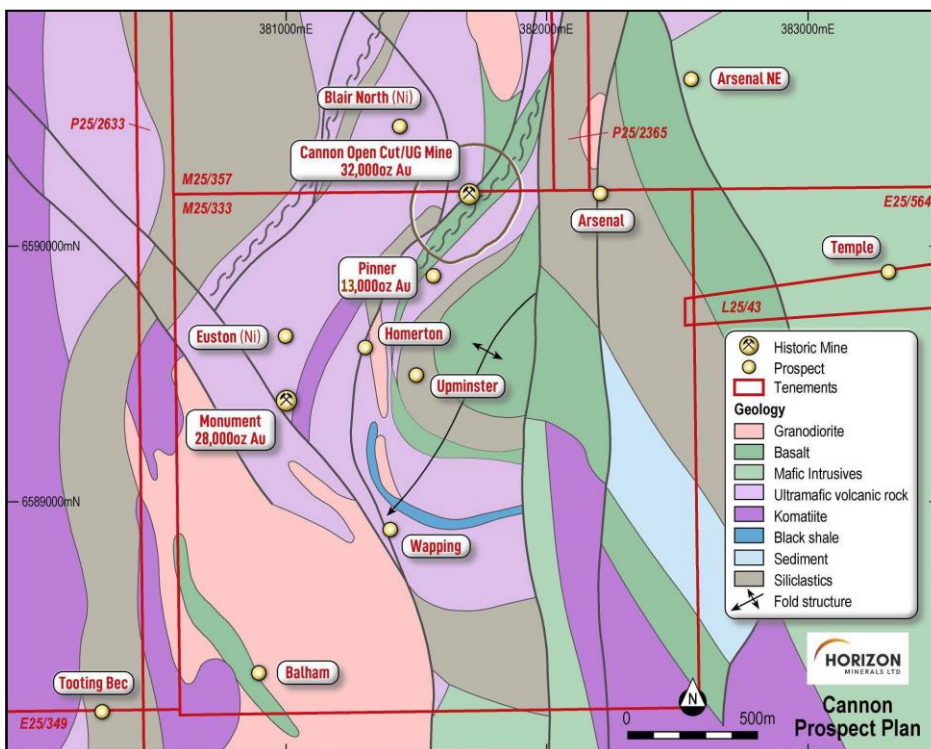 381000mE
382000mE
383000mE
Arsenal NE
Blair North (Ni)
P25/2633
P25/2365
Cannon Open Cut/UG Mine
32,000oz Au
M25/357
M25/333
E25/564
Arsenal
6590000mN
Temple
Pinner
13,000oz Au
L25/43
Euston (Ni)
Homerton
Upminster
Monument
28,000oz Au
Historic Mine
Prospect
Tenements
Geology
Granodiorite
Basalt
Mafic Intrusives
Ultramafic volcanic rock
Komatiite
Black shale
Sediment
Siliclastics
Fold structure
6589000mN
Wapping
Balham
Tooting Bec
E25/349
N
0 500m
HORIZON
MINERALS LTD
Cannon
Prospect Plan